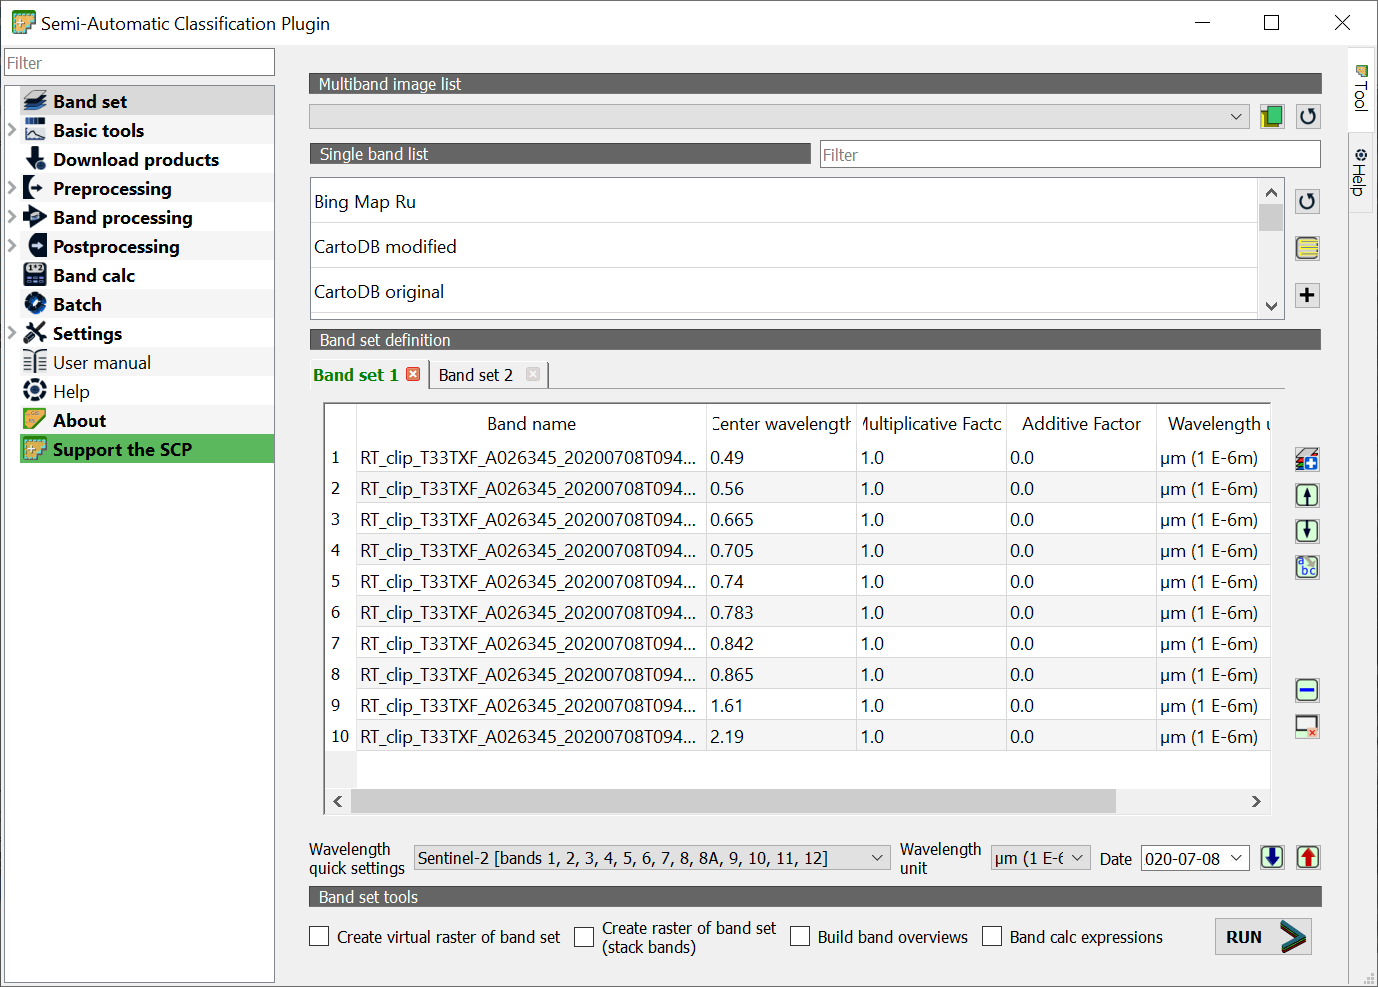 Semi-Automatic Classification Plugin
Filter
Band set
Basic tools
Download products
Preprocessing
Band processing
Postprocessing
Band calc
Batch
Settings
User manual
Help
About
Support the SCP
Multiband image list
Single band list
Filter
Bing Map Ru
CartoDB modified
CartoDB original
Band set definition
Band set 1
Band set 2
Band name Center wavelength Multiplicative Facto Additive Factor Wavelength u
1 RT_clip_T33TXF_A026345_20200708T094... 0.49 1.0 0.0 µm (1 E-6m)
2 RT_clip_T33TXF_A026345_20200708T094... 0.56 1.0 0.0 µm (1 E-6m)
3 RT_clip_T33TXF_A026345_20200708T094... 0.665 1.0 0.0 µm (1 E-6m)
4 RT_clip_T33TXF_A026345_20200708T094... 0.705 1.0 0.0 µm (1 E-6m)
5 RT_clip_T33TXF_A026345_20200708T094... 0.74 1.0 0.0 µm (1 E-6m)
6 RT_clip_T33TXF_A026345_20200708T094... 0.783 1.0 0.0 µm (1 E-6m)
7 RT_clip_T33TXF_A026345_20200708T094... 0.842 1.0 0.0 µm (1 E-6m)
8 RT_clip_T33TXF_A026345_20200708T094... 0.865 1.0 0.0 µm (1 E-6m)
9 RT_clip_T33TXF_A026345_20200708T094... 1.61 1.0 0.0 µm (1 E-6m)
10 RT_clip_T33TXF_A026345_20200708T094... 2.19 1.0 0.0 µm (1 E-6m)
Wavelength
quick settings
Sentinel-2 [bands 1, 2, 3, 4, 5, 6, 7, 8, 8A, 9, 10, 11, 12]
Wavelength
unit
µm (1 E-6
Date
020-07-08
Band set tools
Create virtual raster of band set
Create raster of band set
(stack bands)
Build band overviews
Band calc expressions
RUN
Tool
Help